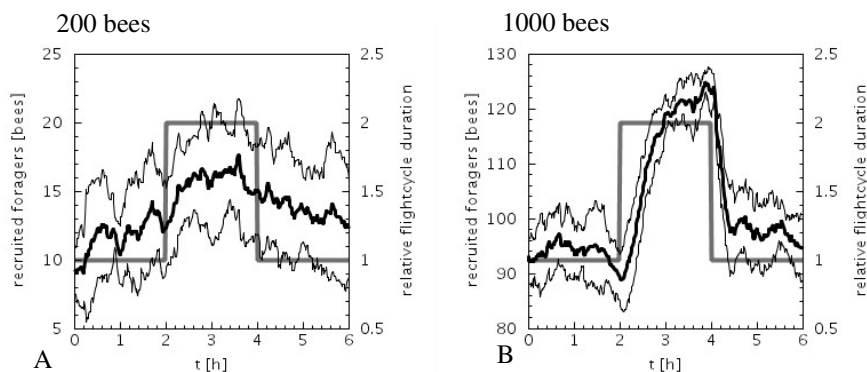 200 bees
1000 bees
25
20
15
10
5
recruited foragers [bees]
2.5
2
1.5
1
0.5
relative flightcycle duration
0 1 2 3 4 5 6
t [h]
A
130
120
110
100
90
80
recruited foragers [bees]
2.5
2
1.5
1
0.5
relative flightcycle duration
0 1 2 3 4 5 6
t [h]
B